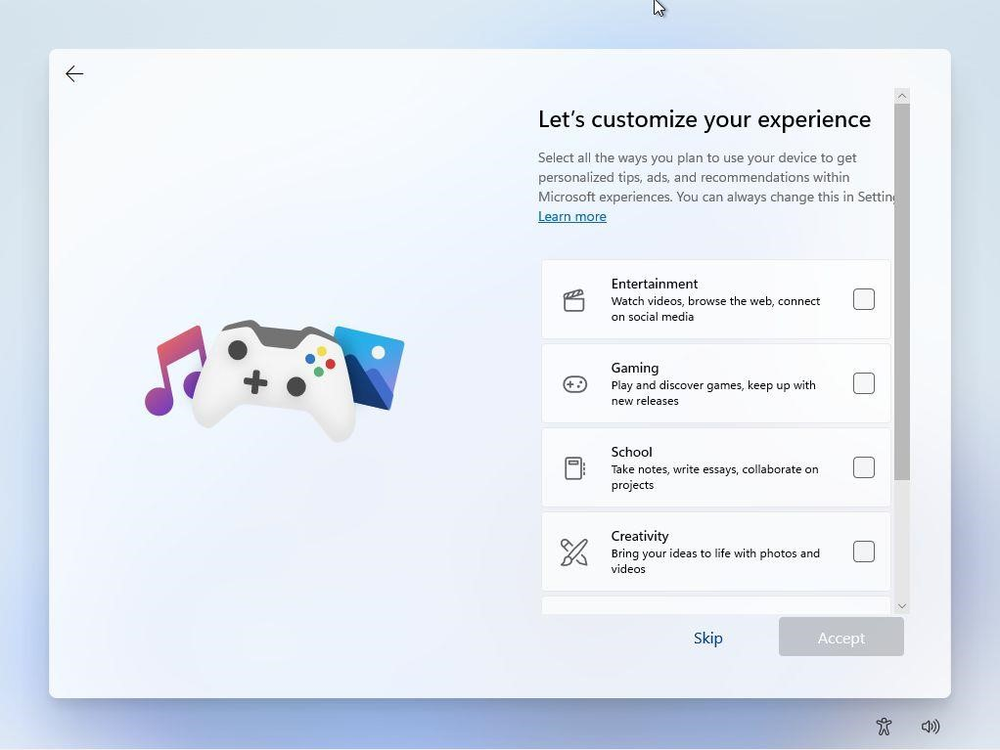 Let's customize your experience
Select all the ways you plan to use your device to get
personalized tips, ads, and recommendations within
Microsoft experiences. You can always change this in
Learn more
Entertainment
Watch videos, browse the web, connect
on social media
Gaming
Play and discover games, keep up with
new releases
School
Take notes, write essays, collaborate on
projects
Creativity
Bring your ideas to life with photos and
videos
Skip
Accept